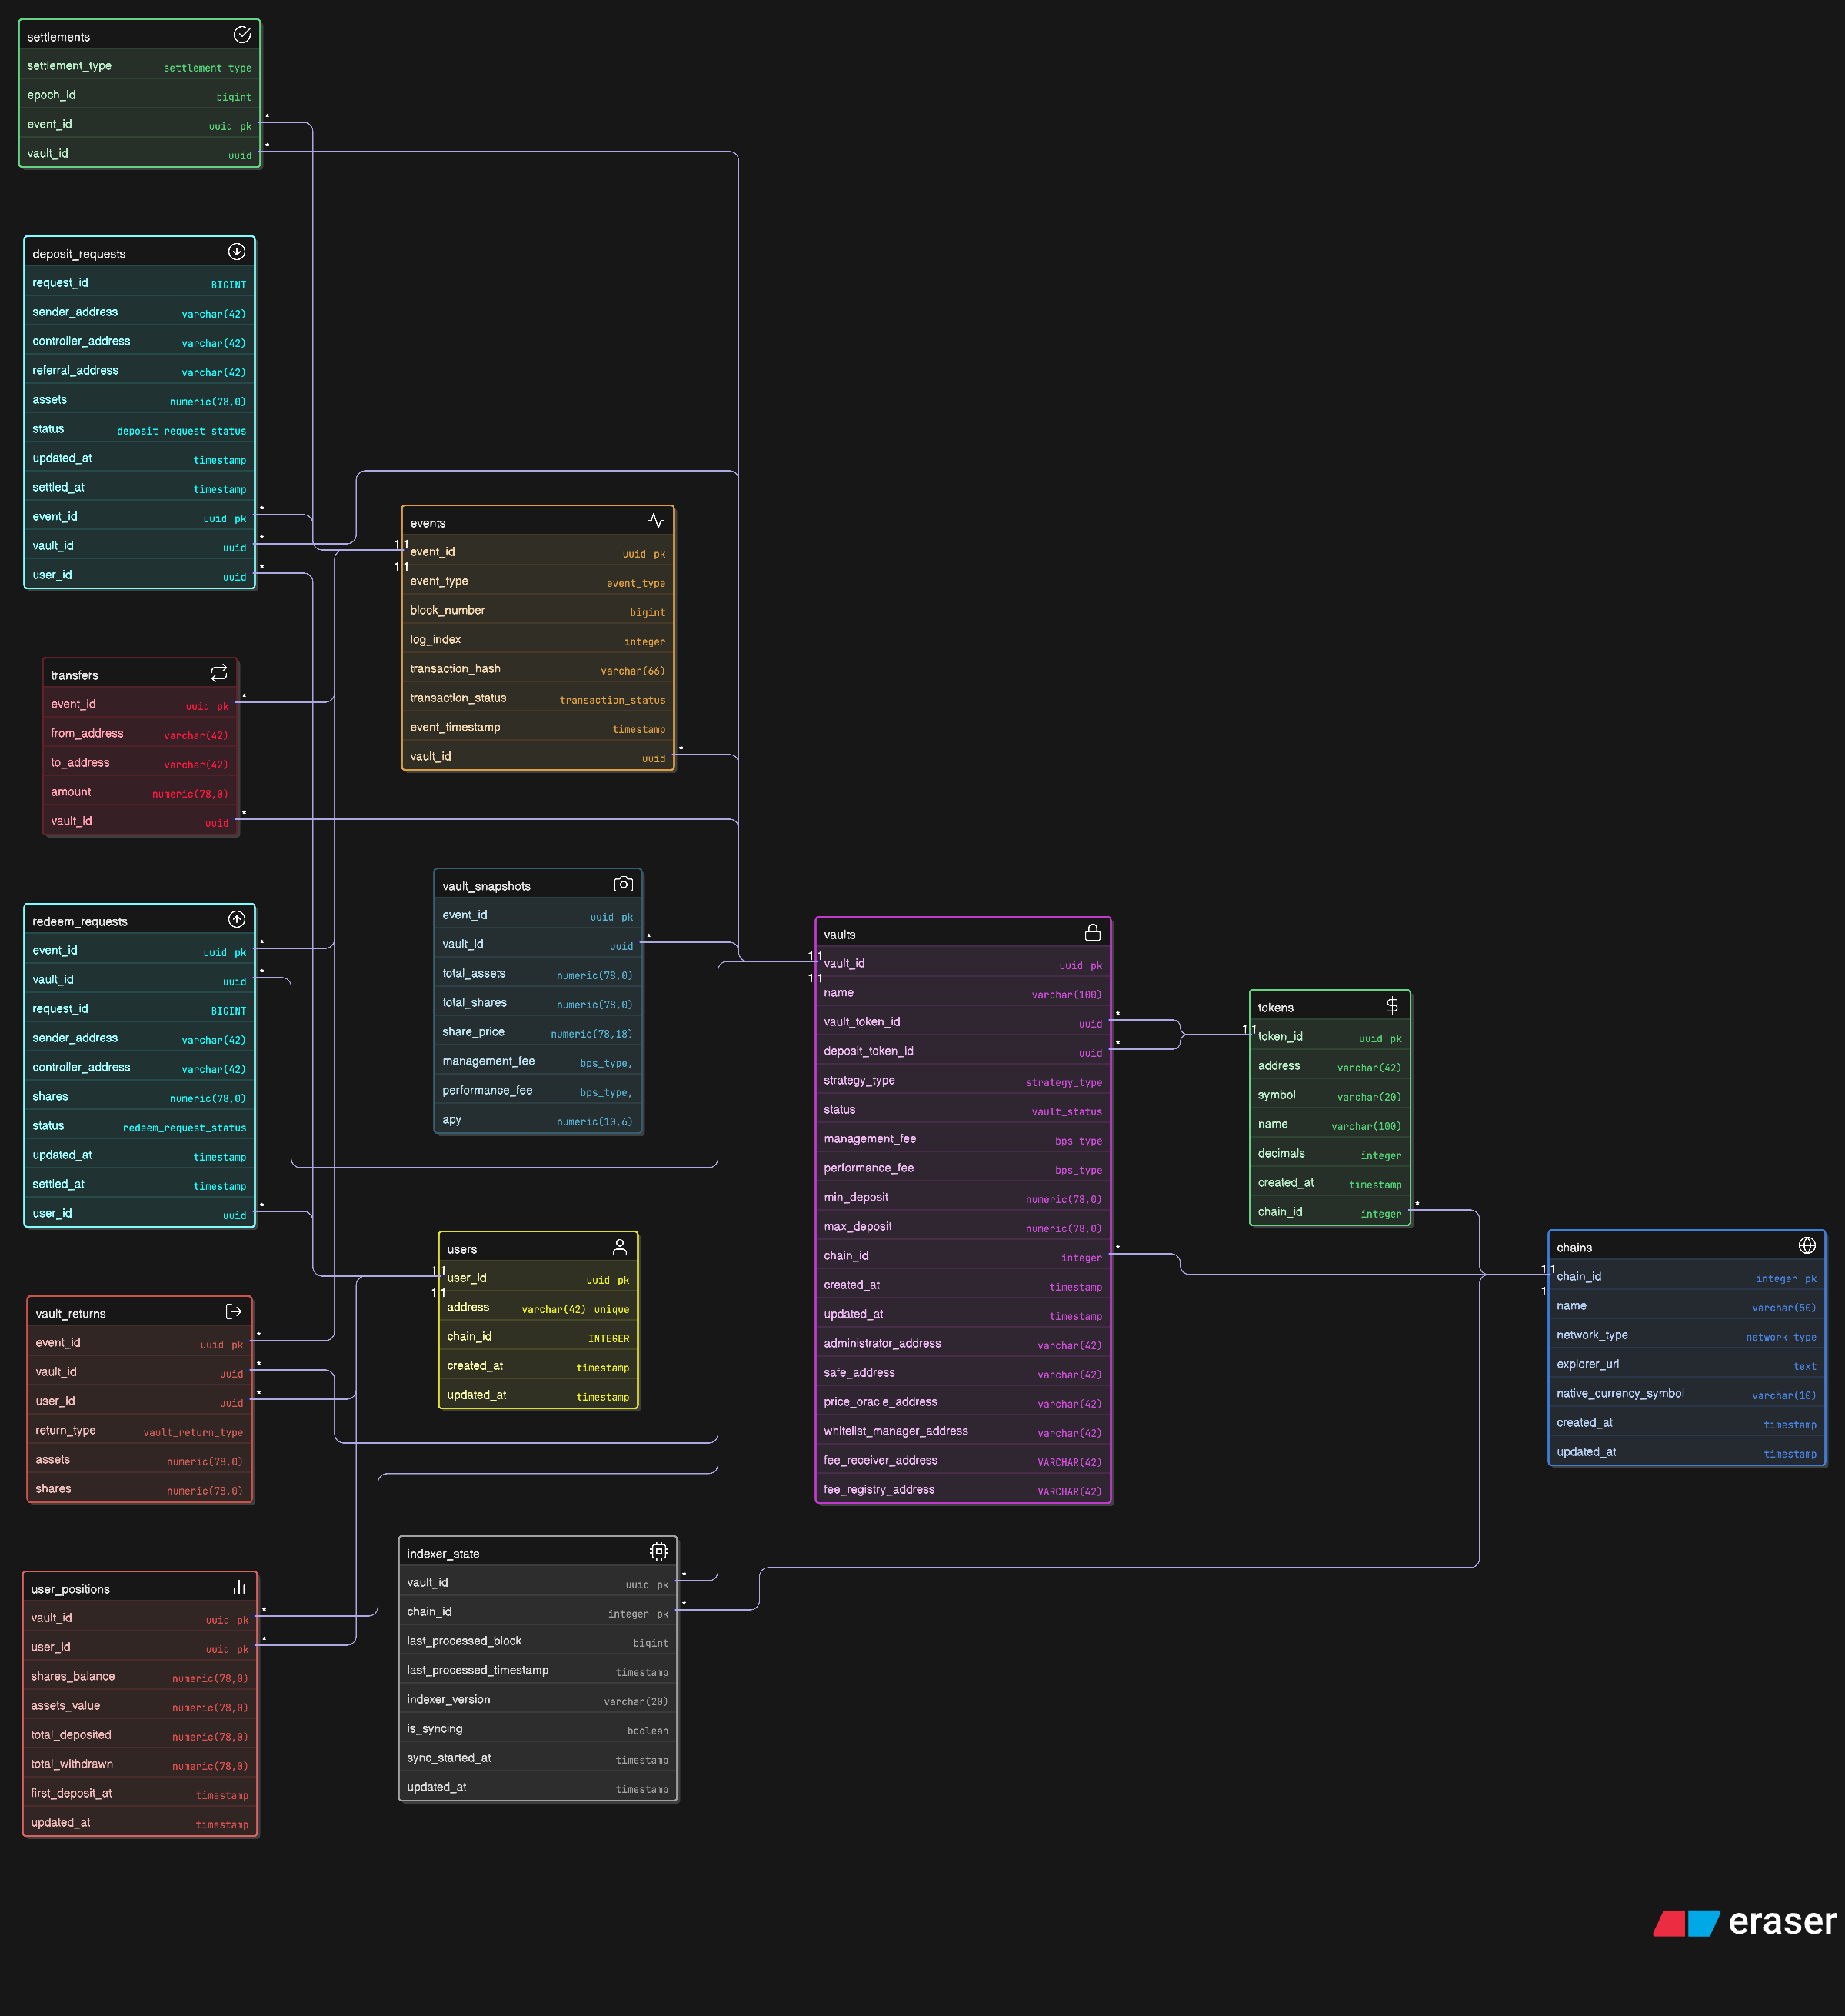 settlements
settlement_type settlement_type
epoch_id bigint
event_id uuid pk
vault_id uuid
deposit_requests
request_id BIGINT
sender_address varchar(42)
controller_address varchar(42)
referral_address varchar(42)
assets numeric(78,0)
status deposit_request_status
updated_at timestamp
settled_at timestamp
event_id uuid pk
vault_id uuid
user_id uuid
transfers
event_id uuid pk
from_address varchar(42)
to_address varchar(42)
amount numeric(78,0)
vault_id uuid
redeem_requests
event_id uuid pk
vault_id uuid
request_id BIGINT
sender_address varchar(42)
controller_address varchar(42)
shares numeric(78,0)
status redeem_request_status
updated_at timestamp
settled_at timestamp
user_id uuid
vault_returns
event_id uuid pk
vault_id uuid
user_id uuid
return_type vault_return_type
assets numeric(78,0)
shares numeric(78,0)
user_positions
vault_id uuid pk
user_id uuid pk
shares_balance numeric(78,0)
assets_value numeric(78,0)
total_deposited numeric(78,0)
total_withdrawn numeric(78,0)
first_deposit_at timestamp
updated_at timestamp
events
event_id uuid pk
event_type event_type
block_number bigint
log_index integer
transaction_hash varchar(66)
transaction_status transaction_status
event_timestamp timestamp
vault_id uuid
vault_snapshots
event_id uuid pk
vault_id uuid
total_assets numeric(78,0)
total_shares numeric(78,0)
share_price numeric(78,18)
management_fee bps_type,
performance_fee bps_type,
apy numeric(10,6)
users
user_id uuid pk
address varchar(42) unique
chain_id INTEGER
created_at timestamp
updated_at timestamp
indexer_state
vault_id uuid pk
chain_id integer pk
last_processed_block bigint
last_processed_timestamp timestamp
indexer_version varchar(20)
is_syncing boolean
sync_started_at timestamp
updated_at timestamp
vaults
vault_id uuid pk
name varchar(100)
vault_token_id uuid
deposit_token_id uuid
strategy_type strategy_type
status vault_status
management_fee bps_type
performance_fee bps_type
min_deposit numeric(78,0)
max_deposit numeric(78,0)
chain_id integer
created_at timestamp
updated_at timestamp
administrator_address varchar(42)
safe_address varchar(42)
price_oracle_address varchar(42)
whitelist_manager_address varchar(42)
fee_receiver_address VARCHAR(42)
fee_registry_address VARCHAR(42)
tokens
token_id uuid pk
address varchar(42)
symbol varchar(20)
name varchar(100)
decimals integer
created_at timestamp
chain_id integer
chains
chain_id integer pk
name varchar(50)
network_type network_type
explorer_url text
native_currency_symbol varchar(10)
created_at timestamp
updated_at timestamp
eraser